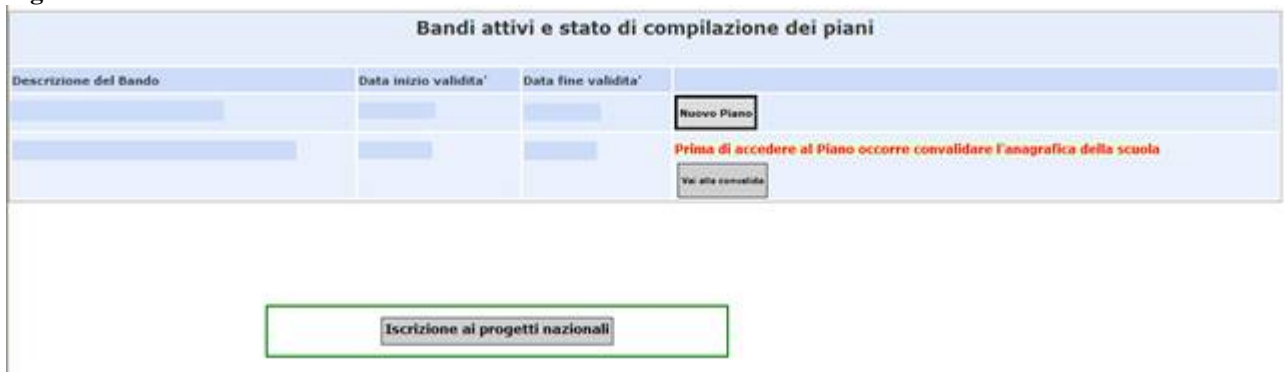 Bandi attivi e stato di compilazione dei piani
Descrizione del Bando Data inizio validita' Data fine validita'
Nuovo Piano
Prima di accedere al Piano occorre convalidare l'anagrafica della scuola
Vai alla convalida
Iscrizione ai progetti nazionali